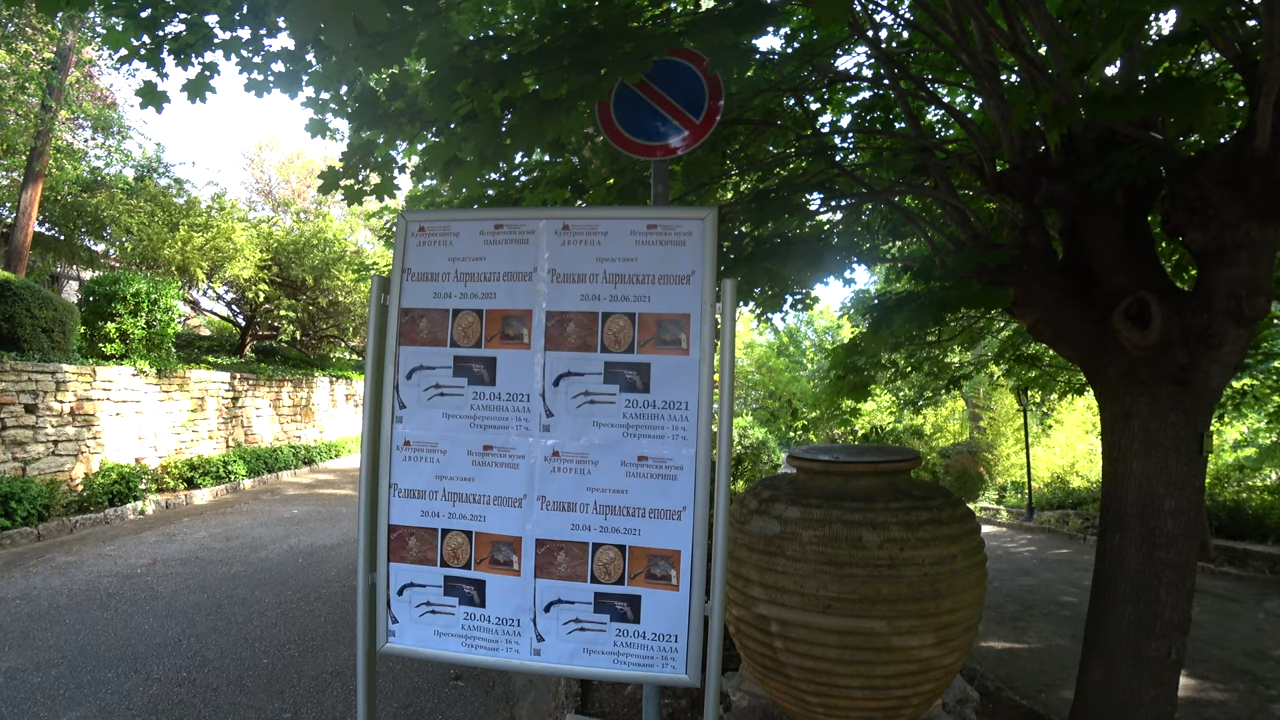 Културен център
ДВОРЕЦА
Исторически музей
ПАНАГЮРИЩЕ
представят
"Реликви от Априлската епопея"
20.04 - 20.06.2021
20.04.2021
КАМЕННА ЗАЛА
Пресконференция - 16 ч.
Откриване - 17 ч.
Културен център
ДВОРЕЦА
Исторически музей
ПАНАГЮРИЩЕ
представят
"Реликви от Априлската епопея"
20.04 - 20.06.2021
20.04.2021
КАМЕННА ЗАЛА
Пресконференция - 16 ч.
Откриване - 17 ч.
Културен център
ДВОРЕЦА
Исторически музей
ПАНАГЮРИЩЕ
представят
"Реликви от Априлската епопея"
20.04 - 20.06.2021
20.04.2021
КАМЕННА ЗАЛА
Пресконференция - 16 ч.
Откриване - 17 ч.
Културен център
ДВОРЕЦА
Исторически музей
ПАНАГЮРИЩЕ
представят
"Реликви от Априлската епопея"
20.04 - 20.06.2021
20.04.2021
КАМЕННА ЗАЛА
Пресконференция - 16 ч.
Откриване - 17 ч.